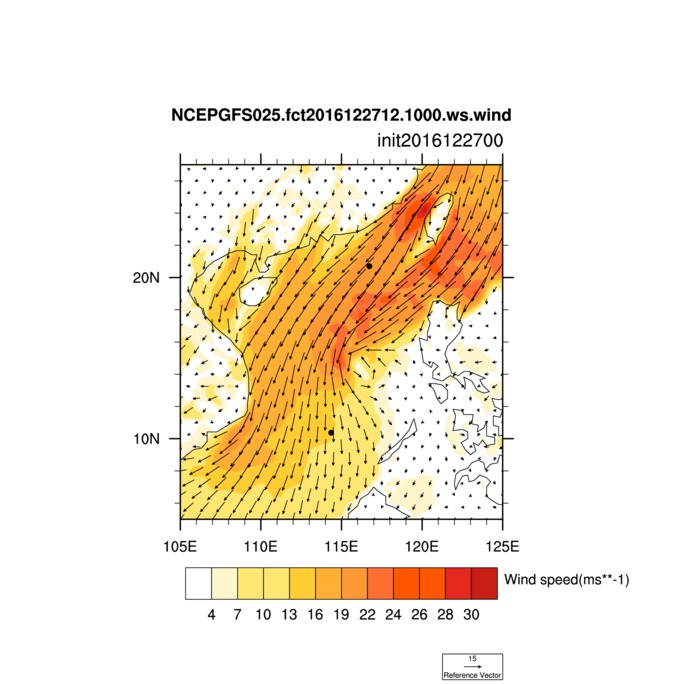 NCEPGFS025.fct2016122712.1000.ws.wind
init2016122700
20N
10N
105E 110E 115E 120E 125E
Wind speed(ms**-1)
4 7 10 13 16 19 22 24 26 28 30
15
Reference Vector